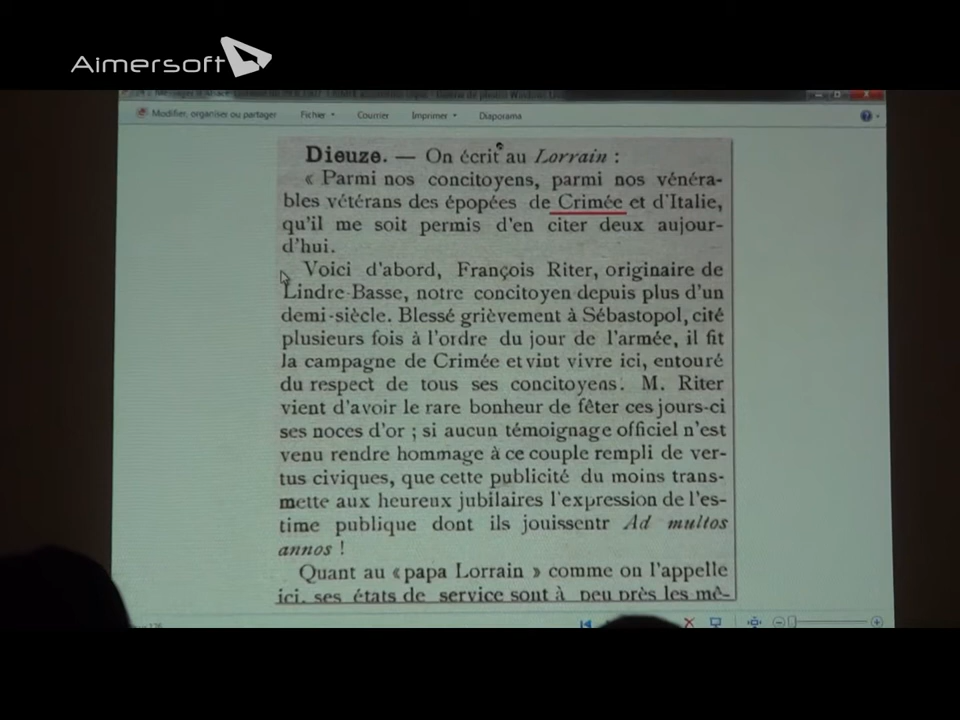 Aimersoft
Modifier, organiser ou partager Fichier Courrier Imprimer Diaporama
Dieuze. — On écrit au Lorrain :
« Parmi nos concitoyens, parmi nos vénéra-
bles vétérans des épopées de Crimée et d'Italie,
qu'il me soit permis d'en citer deux aujour-
d'hui.
Voici d'abord, François Riter, originaire de
Lindre-Basse, notre concitoyen depuis plus d'un
demi-siècle. Blessé grièvement à Sébastopol, cité
plusieurs fois à l'ordre du jour de l'armée, il fit
la campagne de Crimée et vint vivre ici, entouré
du respect de tous ses concitoyens. M. Riter
vient d'avoir le rare bonheur de fêter ces jours-ci
ses noces d'or ; si aucun témoignage officiel n'est
venu rendre hommage à ce couple rempli de ver-
tus civiques, que cette publicité du moins trans-
mette aux heureux jubilaires l'expression de l'es-
time publique dont ils jouissentr Ad multos
annos !
Quant au « papa Lorrain » comme on l'appelle
ici, ses états de service sont à peu près les mê-